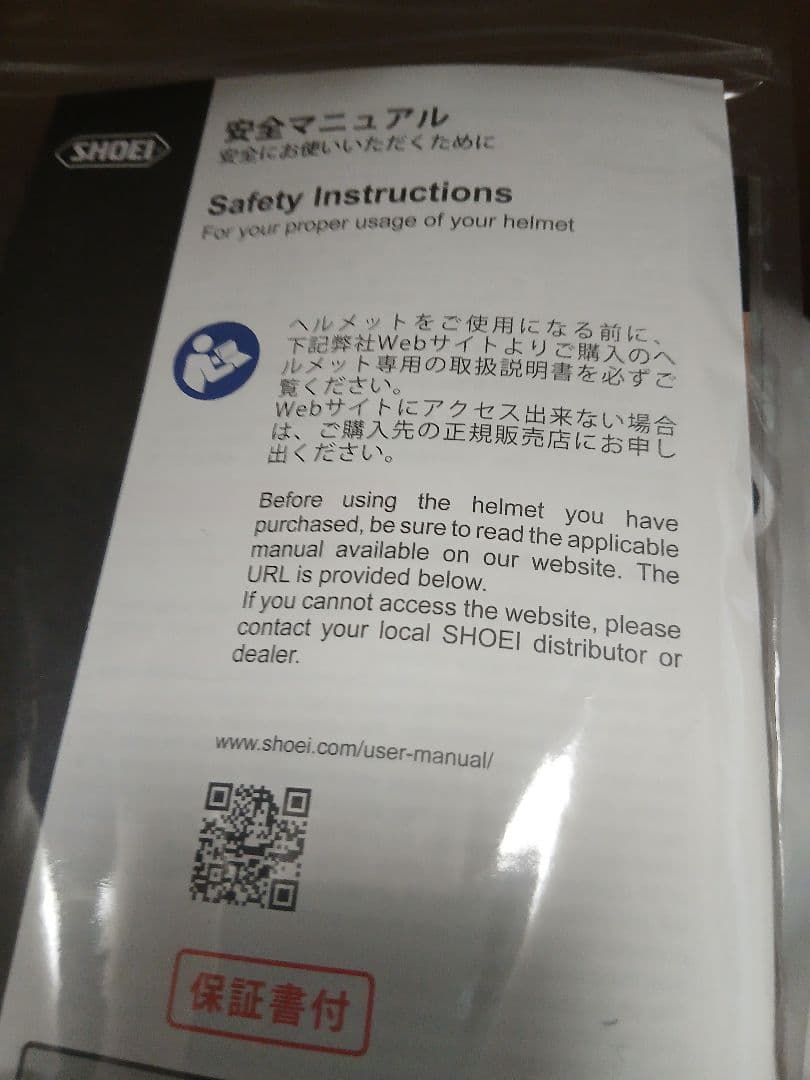 SHOEI
安全マニュアル
安全にお使いいただくために
Safety Instructions
For your proper usage of your helmet
ヘルメットをご使用になる前に、
下記弊社Webサイトよりご購入のヘ
ルメット専用の取扱説明書を必ずご
覧ください。
Webサイトにアクセス出来ない場合
は、ご購入先の正規販売店にお申し
出ください。
Before using the helmet you have
purchased, be sure to read the applicable
manual available on our website. The
URL is provided below.
If you cannot access the website, please
contact your local SHOEI distributor or
dealer.
www.shoei.com/user-manual/
保証書付